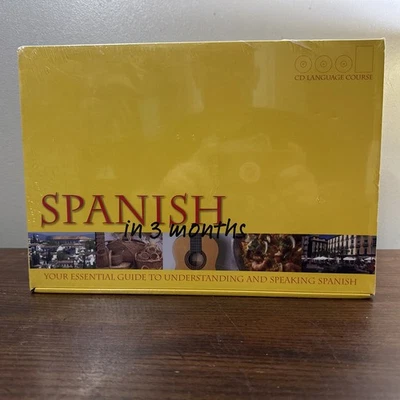 CD LANGUAGE COURSE
SPANISH
in 3 months
YOUR ESSENTIAL GUIDE TO UNDERSTANDING AND SPEAKING SPANISH